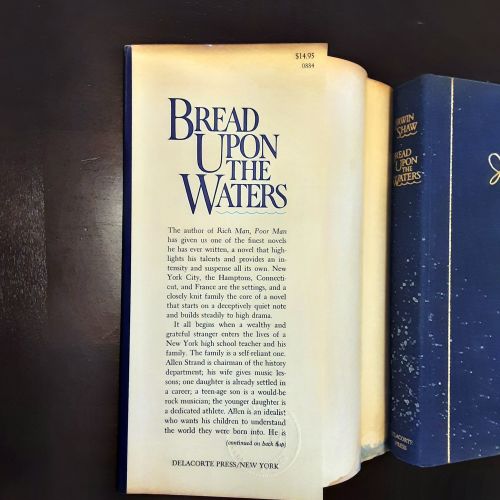 $14.95
0884
BREAD
UPON
THE
WATERS
The author of Rich Man, Poor Man
has given us one of the finest novels
he has ever written, a novel that high-
lights his talents and provides an in-
tensity and suspense all its own. New
York City, the Hamptons, Connecti-
cut, and France are the settings, and a
closely knit family the core of a novel
that starts on a deceptively quiet note
and builds steadily to high drama.
It all begins when a wealthy and
grateful stranger enters the lives of a
New York high school teacher and his
family. The family is a self-reliant one.
Allen Strand is chairman of the history
department; his wife gives music les-
sons; one daughter is already settled in
a career; a teen-age son is a would-be
rock musician; the younger daughter is
a dedicated athlete. Allen is an idealist
who wants his children to understand
the world they were born into. He is
(continued on back flap)
DELACORTE PRESS/NEW YORK
IRWIN
SHAW
BREAD
UPON
THE
WATERS
DELACORTE
PRESS